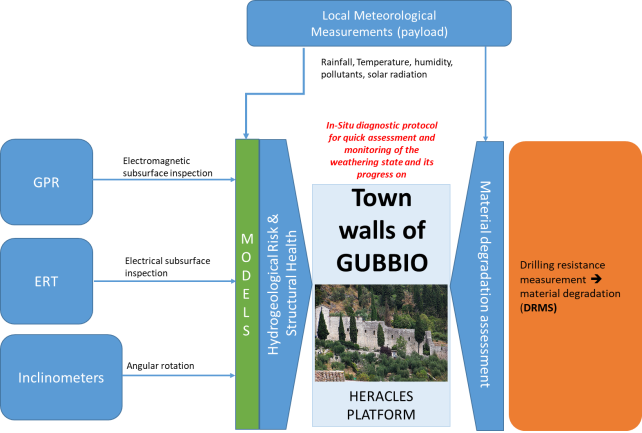 Local Meteorological
Measurements (payload)
Rainfall, Temperature, humidity,
pollutants, solar radiation
In-Situ diagnostic protocol
for quick assessment and
monitoring of the
weathering state and its
progress on
GPR
Electromagnetic
subsurface inspection
ERT
Electrical subsurface
inspection
Inclinometers
Angular rotation
MODELS
Hydrogeological Risk &
Structural Health
Town
walls of
GUBBIO
HERACLES
PLATFORM
Material degradation assessment
Drilling resistance
measurement ➔
material degradation
(DRMS)